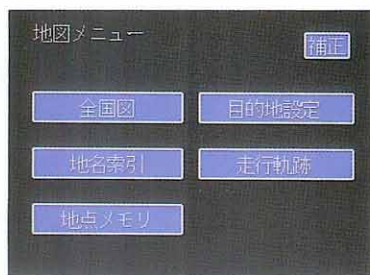 地図メニュー
補正
全国図 目的地設定
地名索引 走行軌跡
地点メモリ